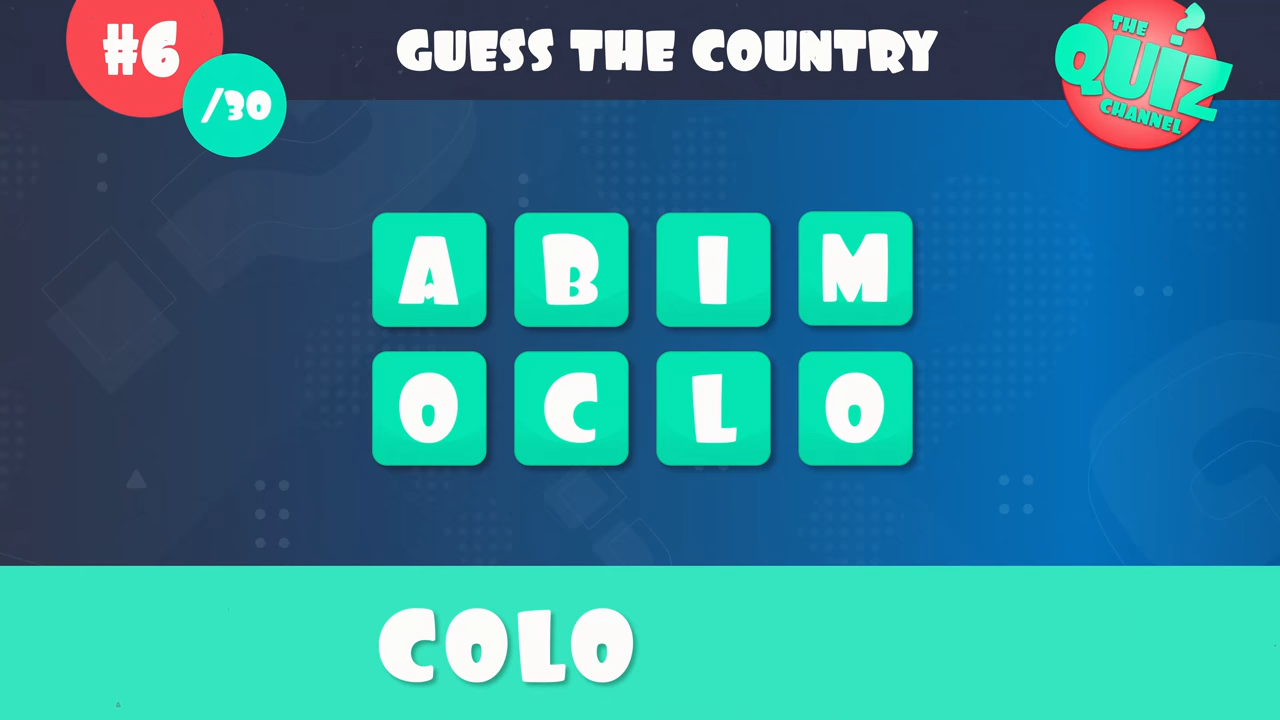 #6
/30
GUESS THE COUNTRY
THE
QUIZ
CHANNEL
A B I M
O C L O
COLO